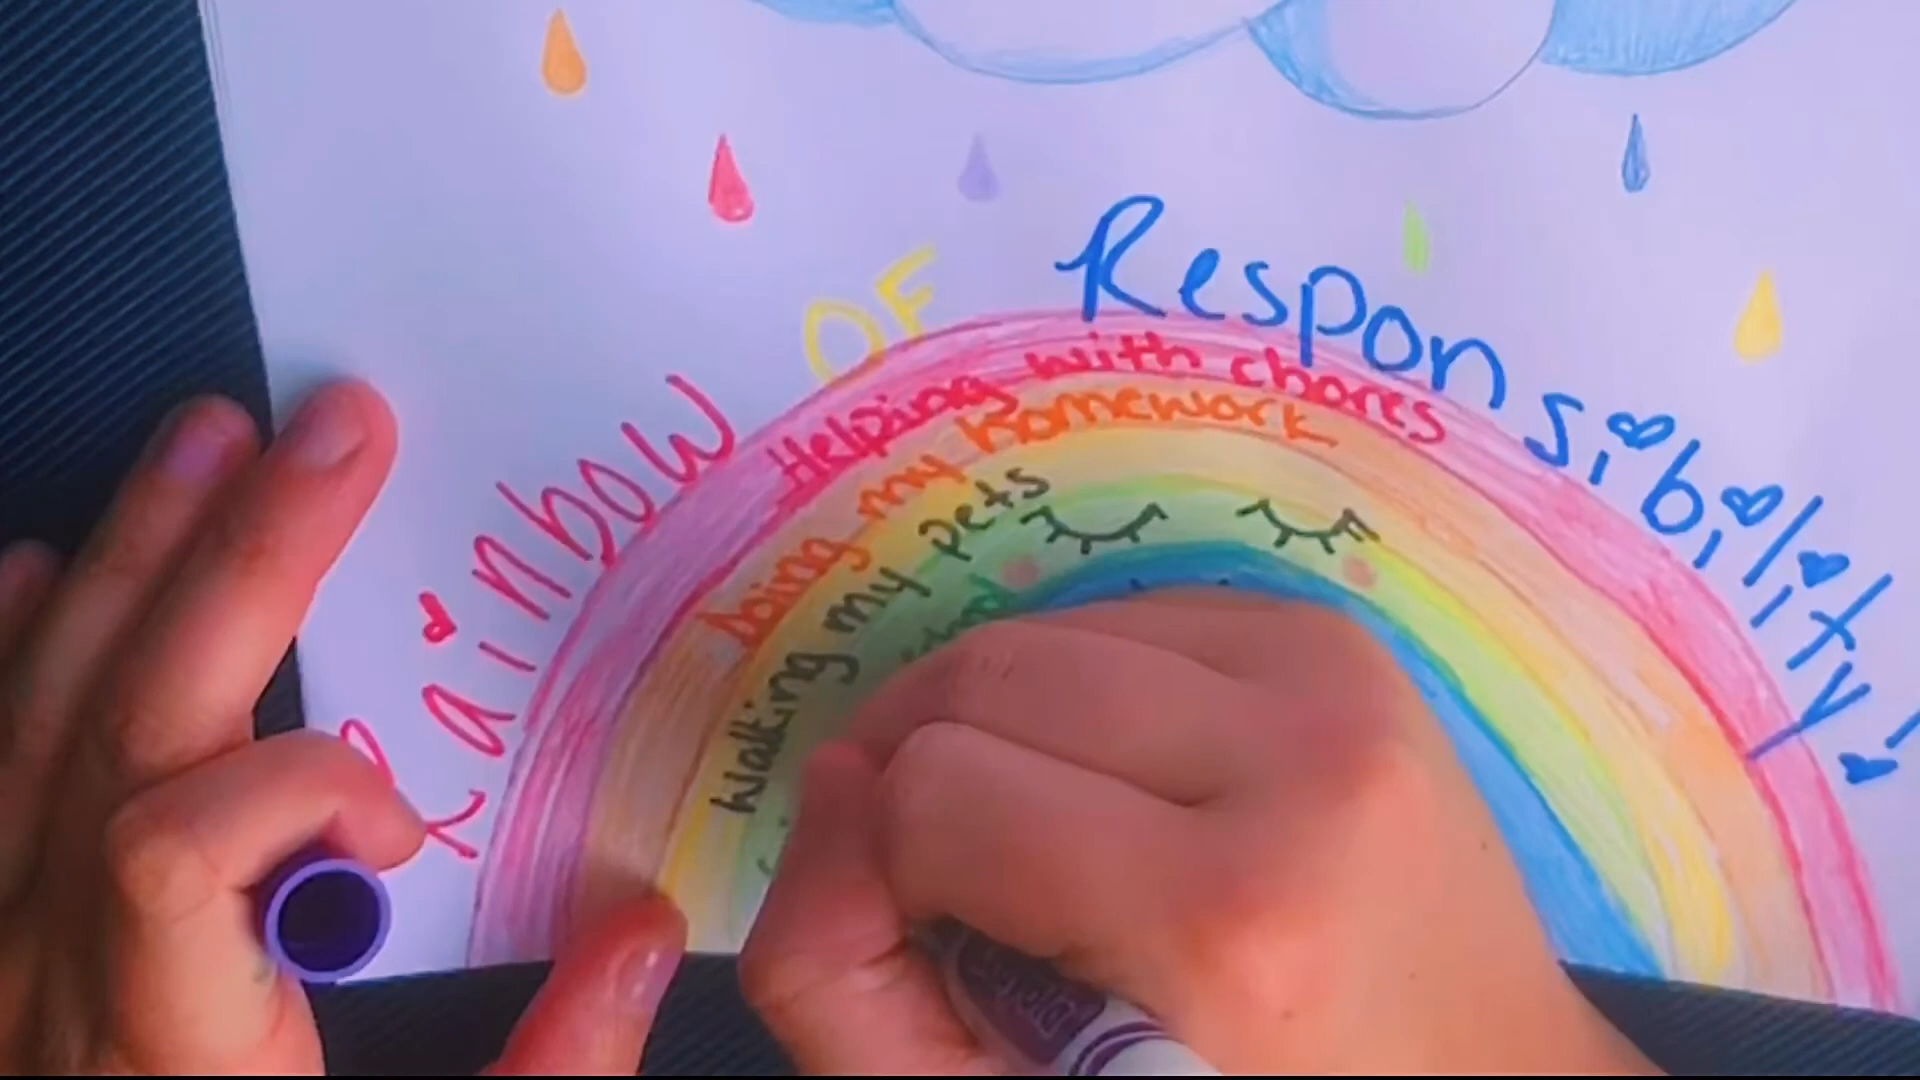 Rainbow OF Responsibility!
Helping with chores
Doing my homework
walking my pets